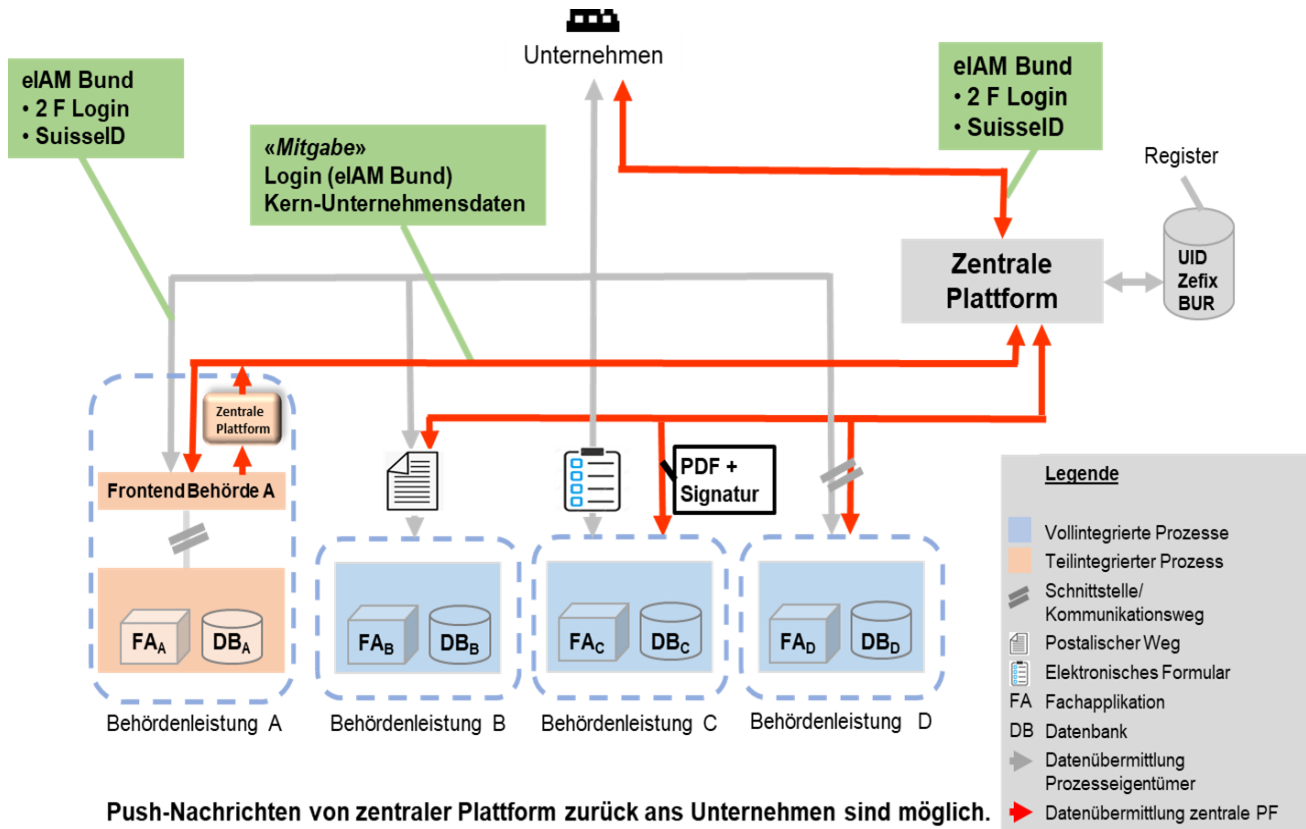 Unternehmen
eIAM Bund
• 2 F Login
• SuisseID
«Mitgabe»
Login (eIAM Bund)
Kern-Unternehmensdaten
eIAM Bund
• 2 F Login
• SuisseID
Register
UID
Zefix
BUR
Zentrale
Plattform
Zentrale
Plattform
Frontend Behörde A
PDF +
Signatur
FAA
DBA
FAB
DBB
FAC
DBC
FAD
DBD
Behördenleistung A
Behördenleistung B
Behördenleistung C
Behördenleistung D
Legende
Vollintegrierte Prozesse
Teilintegrierter Prozess
Schnittstelle/
Kommunikationsweg
Postalischer Weg
Elektronisches Formular
FA Fachapplikation
DB Datenbank
Datenübermittlung
Prozesseigentümer
Datenübermittlung zentrale PF
Push-Nachrichten von zentraler Plattform zurück ans Unternehmen sind möglich.